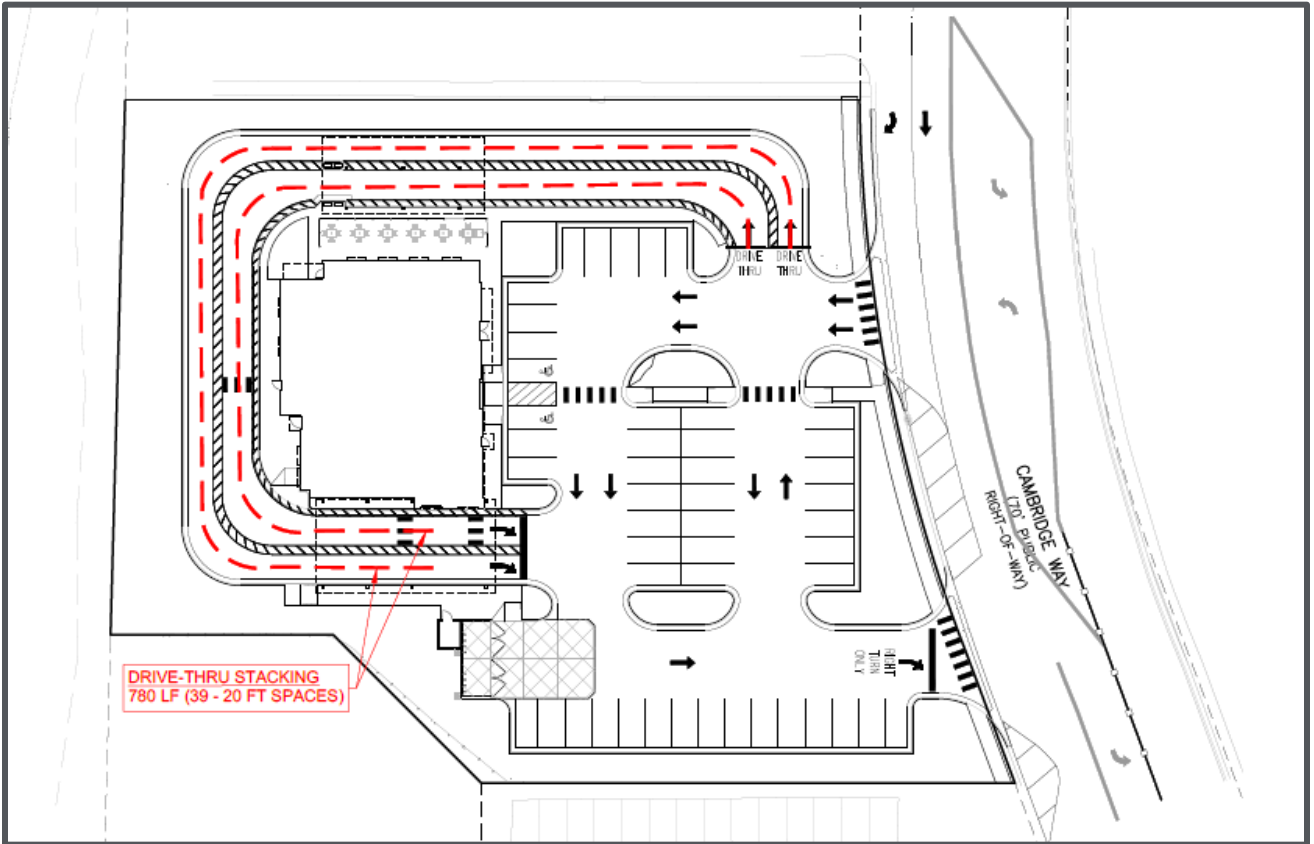 DRIVE
THRU
DRIVE
THRU
CAMBRIDGE WAY
(70' PUBLIC
RIGHT-OF-WAY)
DRIVE-THRU STACKING
780 LF (39 - 20 FT SPACES)
RIGHT
TURN
ONLY